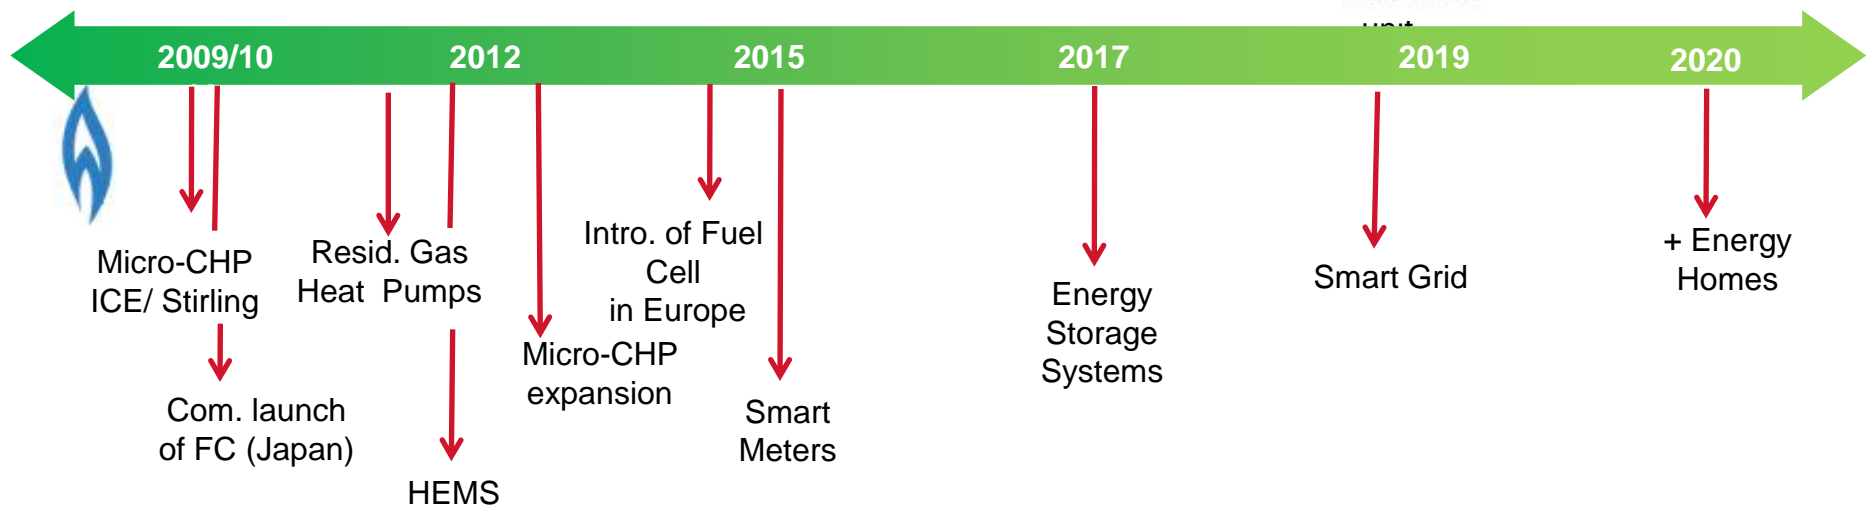 2009/10
2012
2015
2017
2019
2020
Micro-CHP
ICE/ Stirling
Com. launch
of FC (Japan)
Resid. Gas
Heat Pumps
HEMS
Micro-CHP
expansion
Intro. of Fuel
Cell
in Europe
Smart
Meters
Energy
Storage
Systems
Smart Grid
+ Energy
Homes